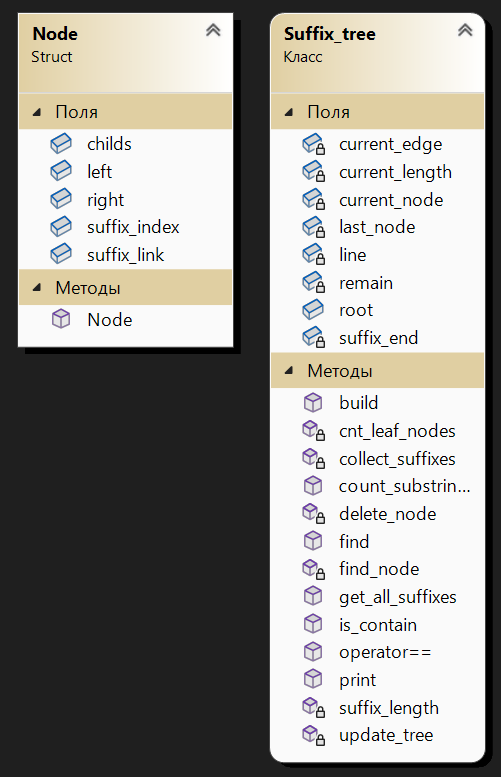 Node
Struct
Поля
childs
left
right
suffix_index
suffix_link
Методы
Node
Suffix_tree
Класс
Поля
current_edge
current_length
current_node
last_node
line
remain
root
suffix_end
Методы
build
cnt_leaf_nodes
collect_suffixes
count_substrin...
delete_node
find
find_node
get_all_suffixes
is_contain
operator==
print
suffix_length
update_tree